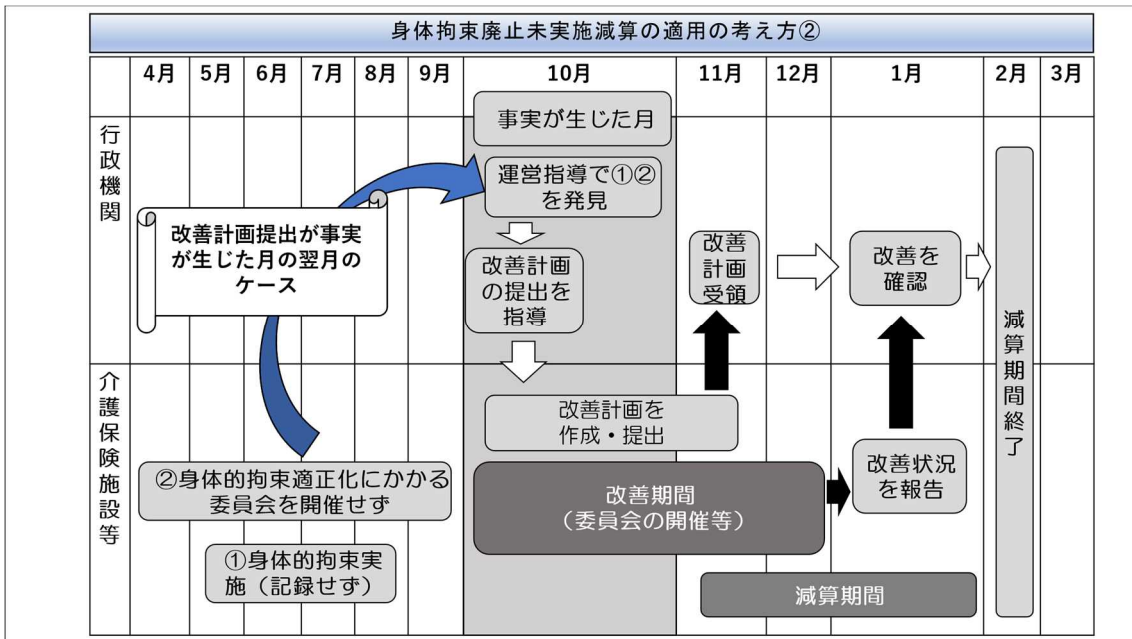 身体拘束廃止未実施減算の適用の考え方②
4月
5月
6月
7月
8月
9月
10月
11月
12月
1月
2月
3月
行政機関
事実が生じた月
運営指導で①②
を発見
改善計画提出が事実
が生じた月の翌月の
ケース
改善計画
の提出を
指導
改善
計画
受領
改善を
確認
減算期間終了
介護保険施設等
改善計画を
作成・提出
②身体的拘束適正化にかかる
委員会を開催せず
改善期間
（委員会の開催等）
改善状況
を報告
①身体的拘束実
施（記録せず）
減算期間